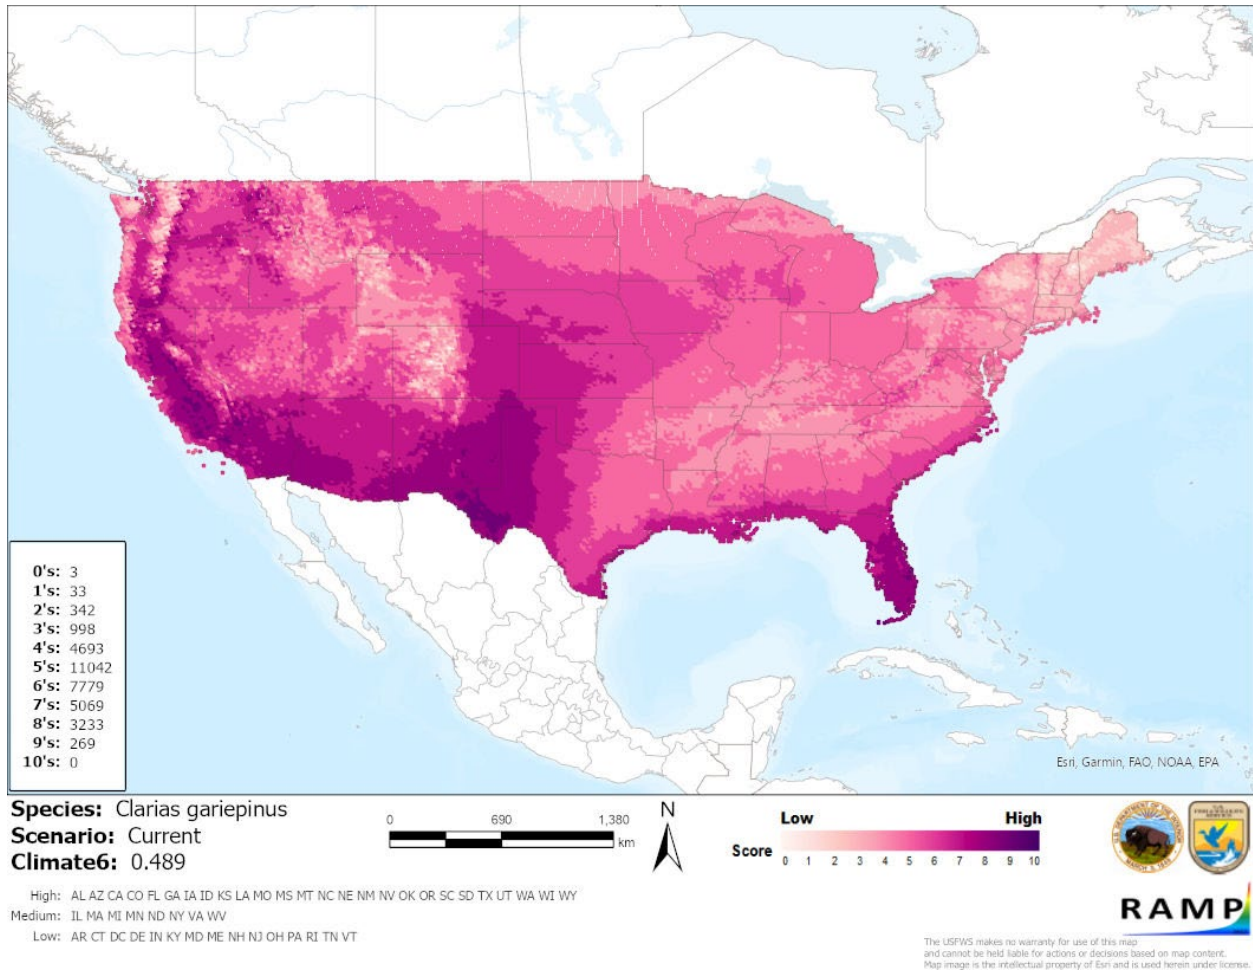 0's: 3
1's: 33
2's: 342
3's: 998
4's: 4693
5's: 11042
6's: 7779
7's: 5069
8's: 3233
9's: 269
10's: 0
Esri, Garmin, FAO, NOAA, EPA
Species: Clarias gariepinus
Scenario: Current
Climate6: 0.489
0 690 1,380
km
N
Low High
Score 0 1 2 3 4 5 6 7 8 9 10
High: AL AZ CA CO FL GA IA ID KS LA MO MS MT NC NE NM NV OK OR SC SD TX UT WA WI WY
Medium: IL MA MI MN ND NY VA WV
Low: AR CT DC DE IN KY MD ME NH NJ OH PA RI TN VT
RAMP
The USFWS makes no warranty for use of this map
and cannot be held liable for actions or decisions based on map content.
Map image is the intellectual property of Esri and is used herein under license.